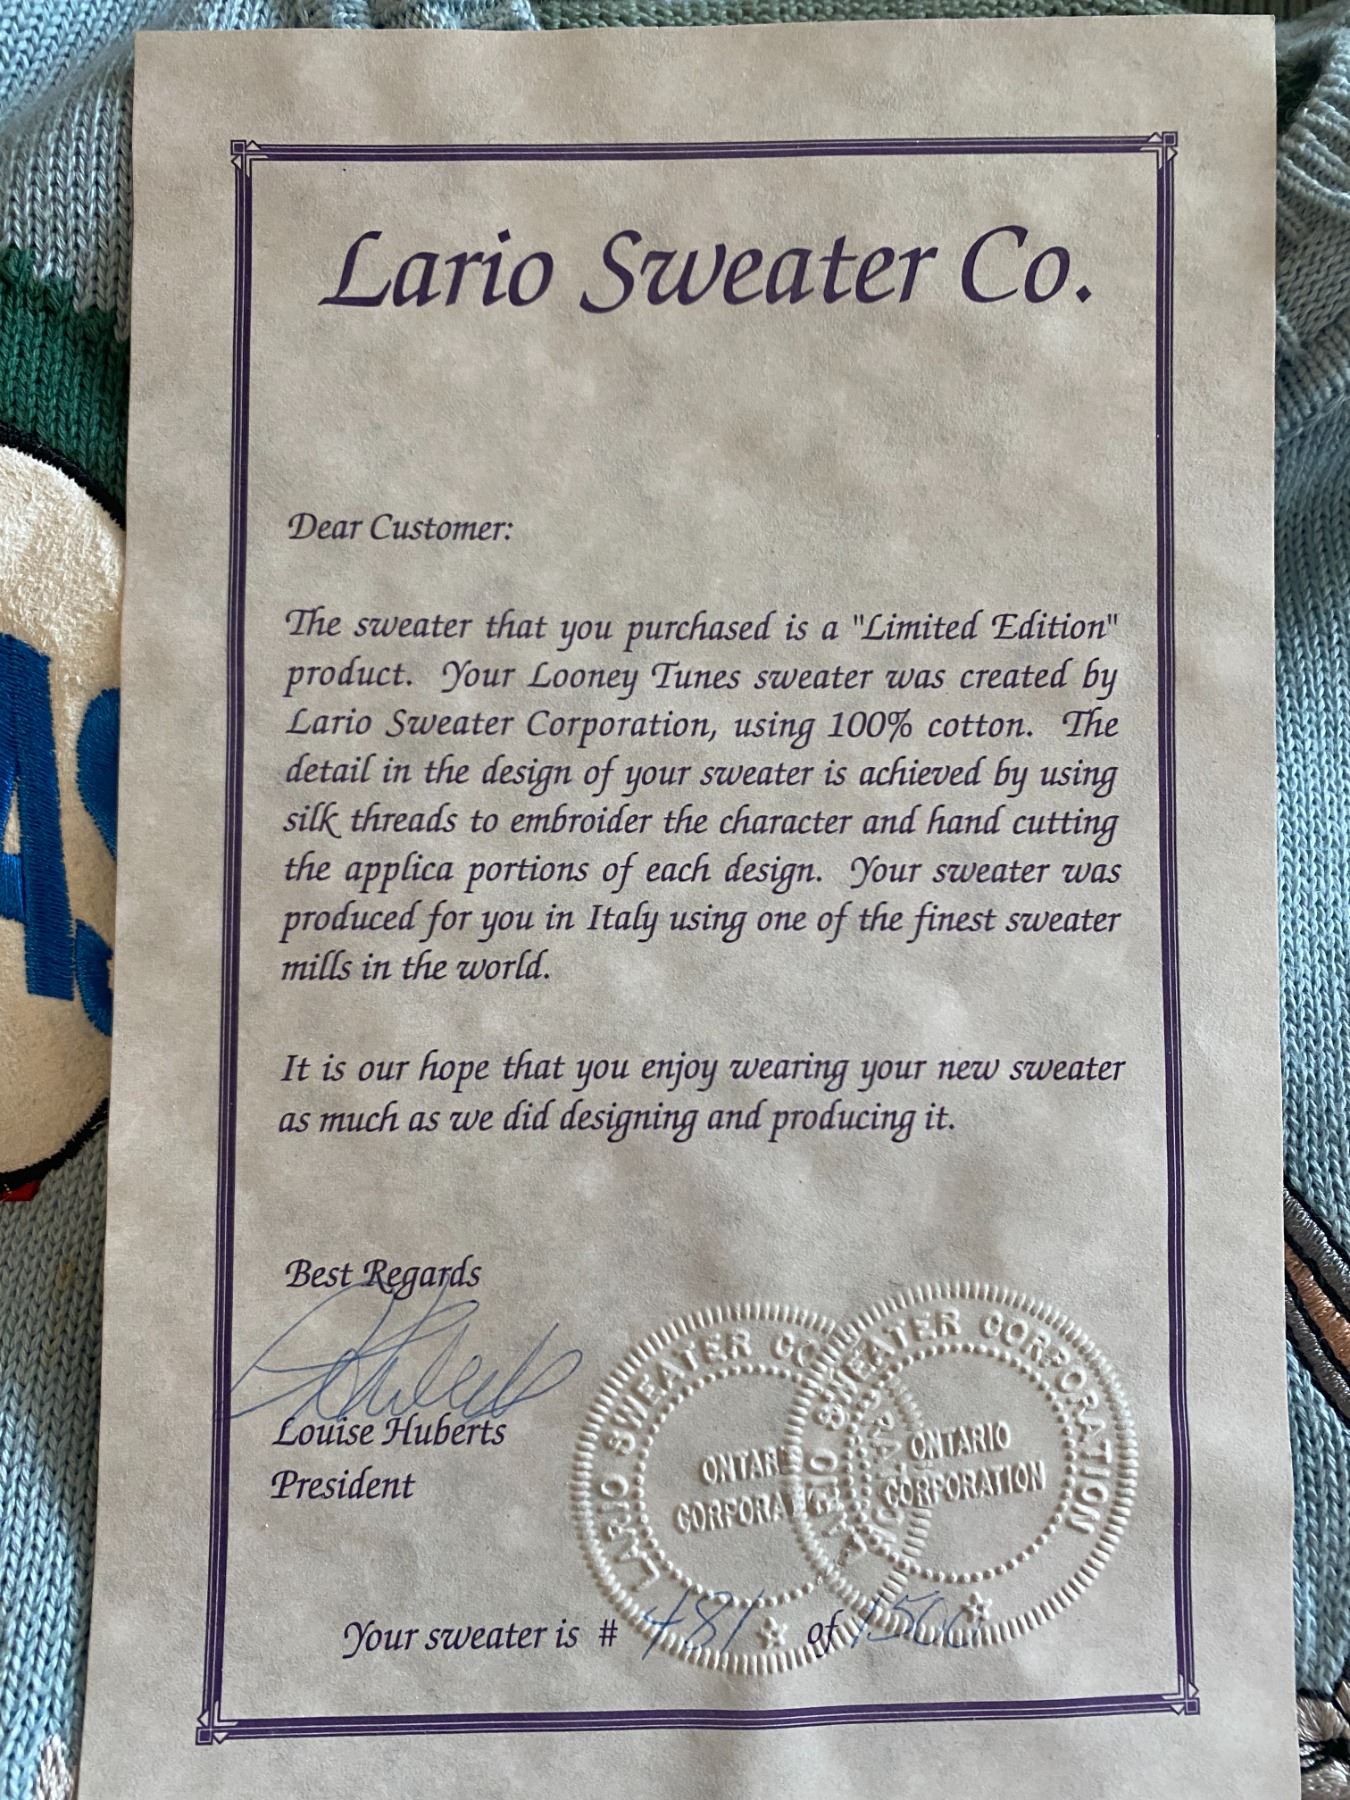 Lario Sweater Co.
Dear Customer:
The sweater that you purchased is a "Limited Edition"
product. Your Looney Tunes sweater was created by
Lario Sweater Corporation, using 100% cotton. The
detail in the design of your sweater is achieved by using
silk threads to embroider the character and hand cutting
the applica portions of each design. Your sweater was
produced for you in Italy using one of the finest sweater
mills in the world.
It is our hope that you enjoy wearing your new sweater
as much as we did designing and producing it.
Best Regards
Louise Huberts
President
LARIO SWEATER CORPORATION
ONTARIO
CORPORATION
LARIO SWEATER CORPORATION
ONTARIO
CORPORATION
Your sweater is # 481 of 1500